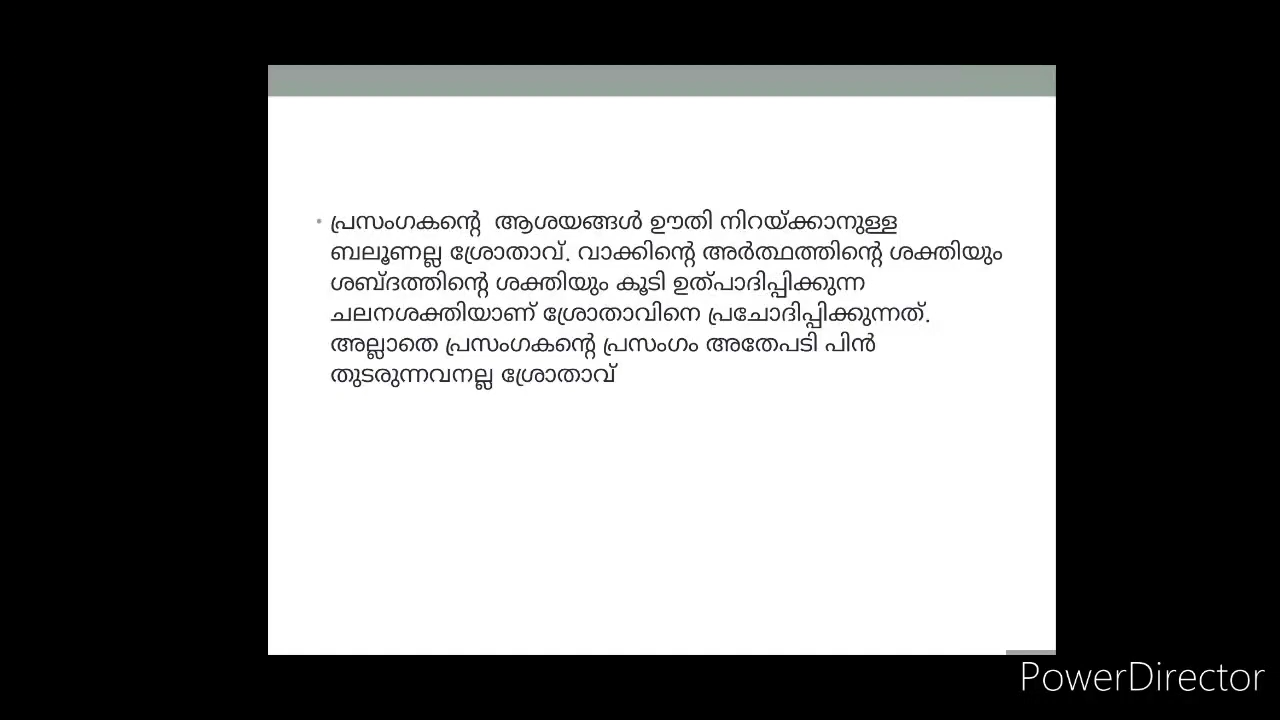 • പ്രസംഗകന്റെ ആശയങ്ങൾ ഊതി നിറയ്ക്കാനുള്ള
ബലൂണല്ല ശ്രോതാവ്. വാക്കിന്റെ അർത്ഥത്തിന്റെ ശക്തിയും
ശബ്ദത്തിന്റെ ശക്തിയും കൂടി ഉത്പാദിപ്പിക്കുന്ന
ചലനശക്തിയാണ് ശ്രോതാവിനെ പ്രചോദിപ്പിക്കുന്നത്.
അല്ലാതെ പ്രസംഗകന്റെ പ്രസംഗം അതേപടി പിൻ
തുടരുന്നവനല്ല ശ്രോതാവ്
PowerDirector